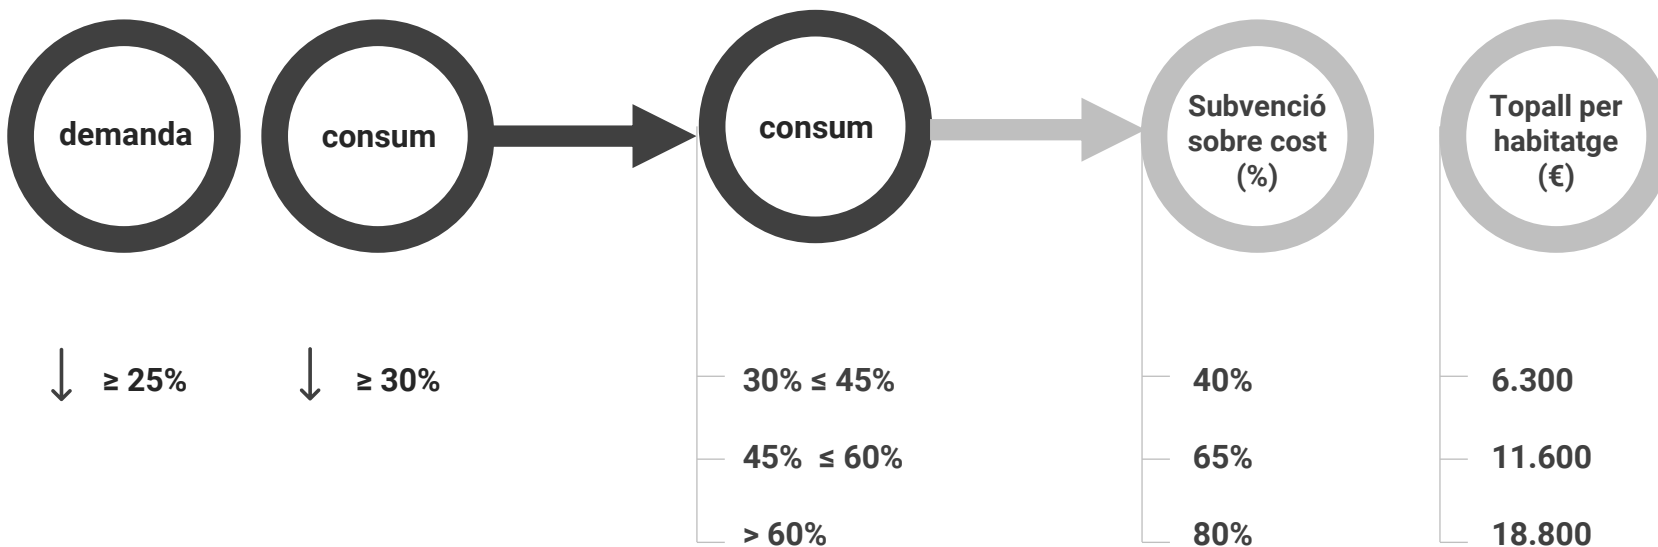 demanda
consum
consum
Subvenció
sobre cost
(%)
Topall per
habitatge
(€)
≥ 25%
≥ 30%
30% ≤ 45%
40%
6.300
45% ≤ 60%
65%
11.600
> 60%
80%
18.800